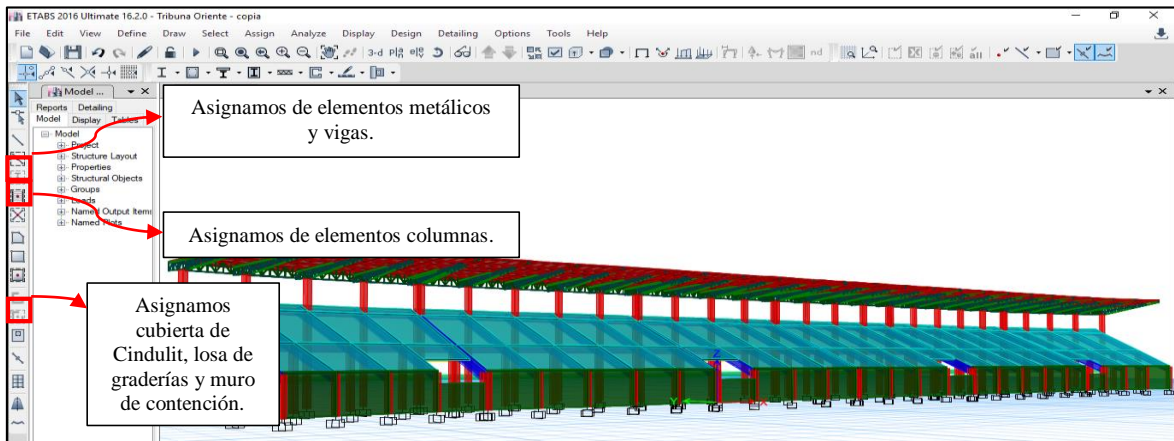 ETABS 2016 Ultimate 16.2.0 - Tribuna Oriente - copia
File Edit View Define Draw Select Assign Analyze Display Design Detailing Options Tools Help
3-d
nd
all
Model ...
Reports Detailing
Model Display Tables
Model
Project
Structure Layout
Properties
Structural Objects
Groups
Loads
Named Output Items
Named Plots
Asignamos de elementos metálicos
y vigas.
Asignamos de elementos columnas.
Asignamos
cubierta de
Cindulit, losa de
graderías y muro
de contención.
Z
Y
X